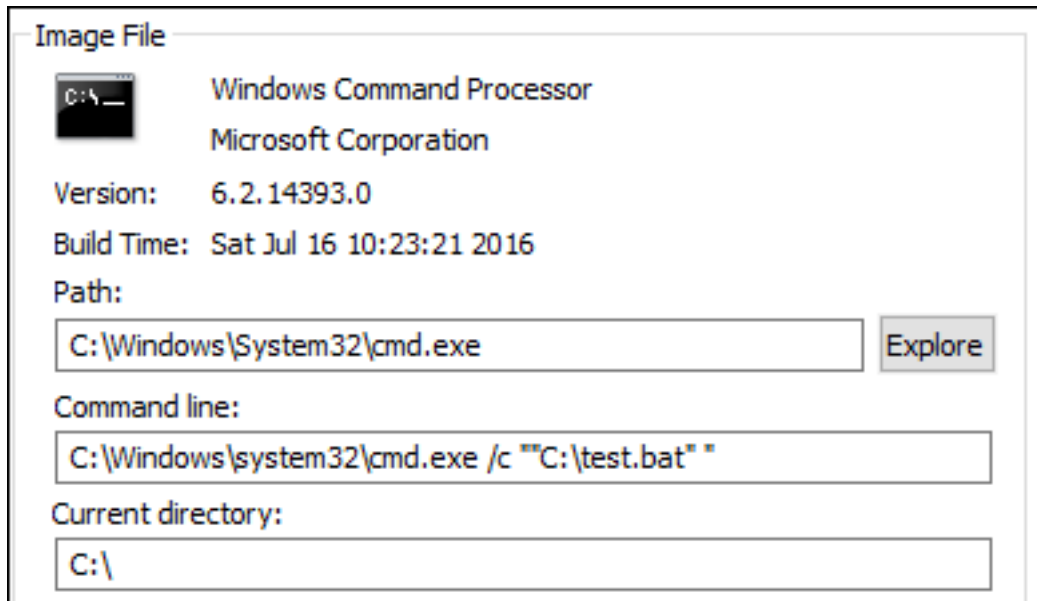 Image File
C:\
Windows Command Processor
Microsoft Corporation
Version: 6.2.14393.0
Build Time: Sat Jul 16 10:23:21 2016
Path:
C:\Windows\System32\cmd.exe Explore
Command line:
C:\Windows\system32\cmd.exe /c ""C:\test.bat" "
Current directory:
C:\